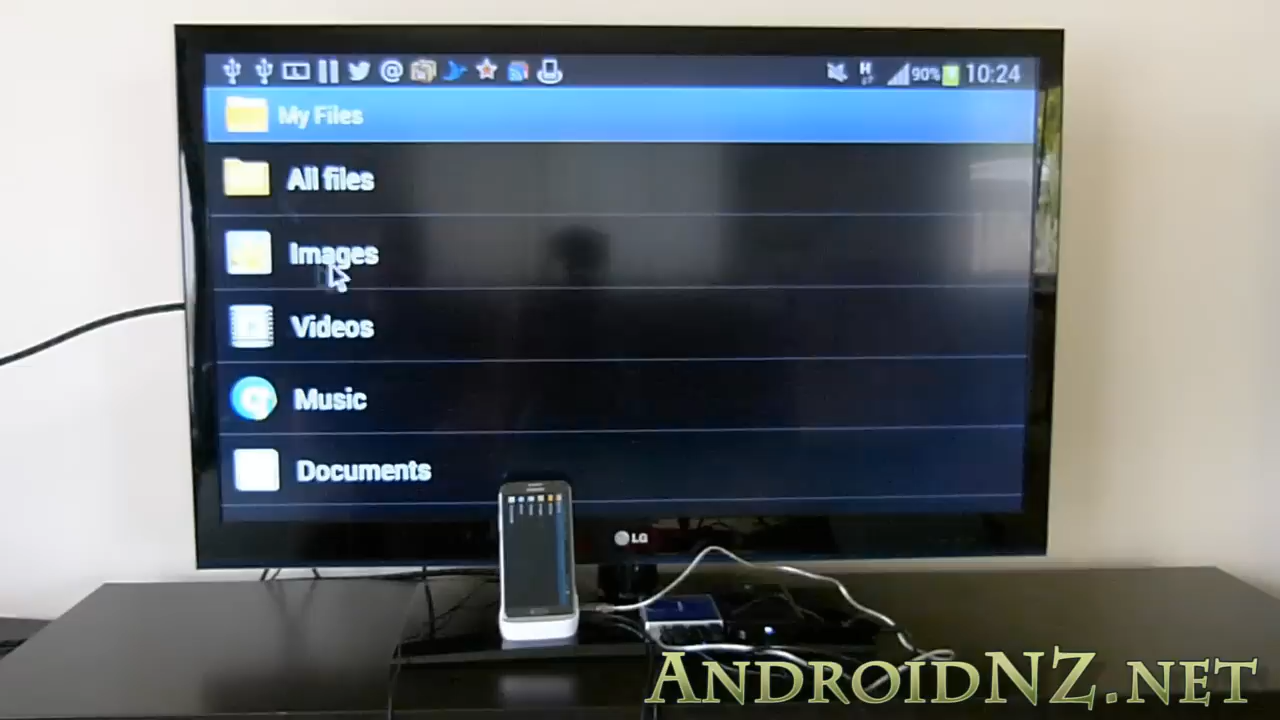 90% 10:24
My Files
All files
Images
Videos
Music
Documents
LG
ANDROIDNZ.NET